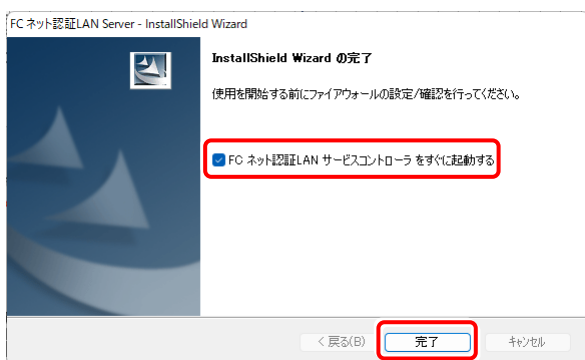 FC ネット認証LAN Server - InstallShield Wizard
InstallShield Wizard の完了
使用を開始する前にファイアウォールの設定/確認を行ってください。
FC ネット認証LAN サービスコントローラ をすぐに起動する
< 戻る(B)
完了
キャンセル